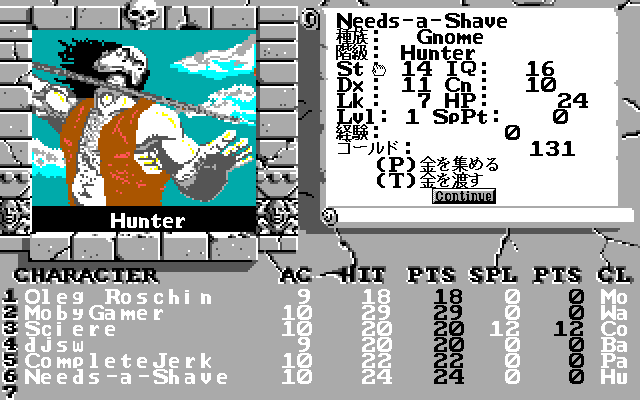 Needs-a-Shave
種族: Gnome
階級: Hunter
St 14 IQ: 16
Dx: 11 Cn: 10
Lk: 7 HP: 24
Lvl: 1 SpPt: 0
経験: 0
ゴールド: 131
(P)金を集める
(T)金を渡す
Continue
Hunter
CHARACTER AC HIT PTS SPL PTS CL
1 Oleg Roschin 9 18 18 0 0 Mo
2 MobyGamer 10 29 29 0 0 Wa
3 Sciere 10 20 20 12 12 Co
4 djsw 9 20 20 0 0 Ba
5 CompleteJerk 10 22 22 0 0 Pa
6 Needs-a-Shave 10 24 24 0 0 Hu
7